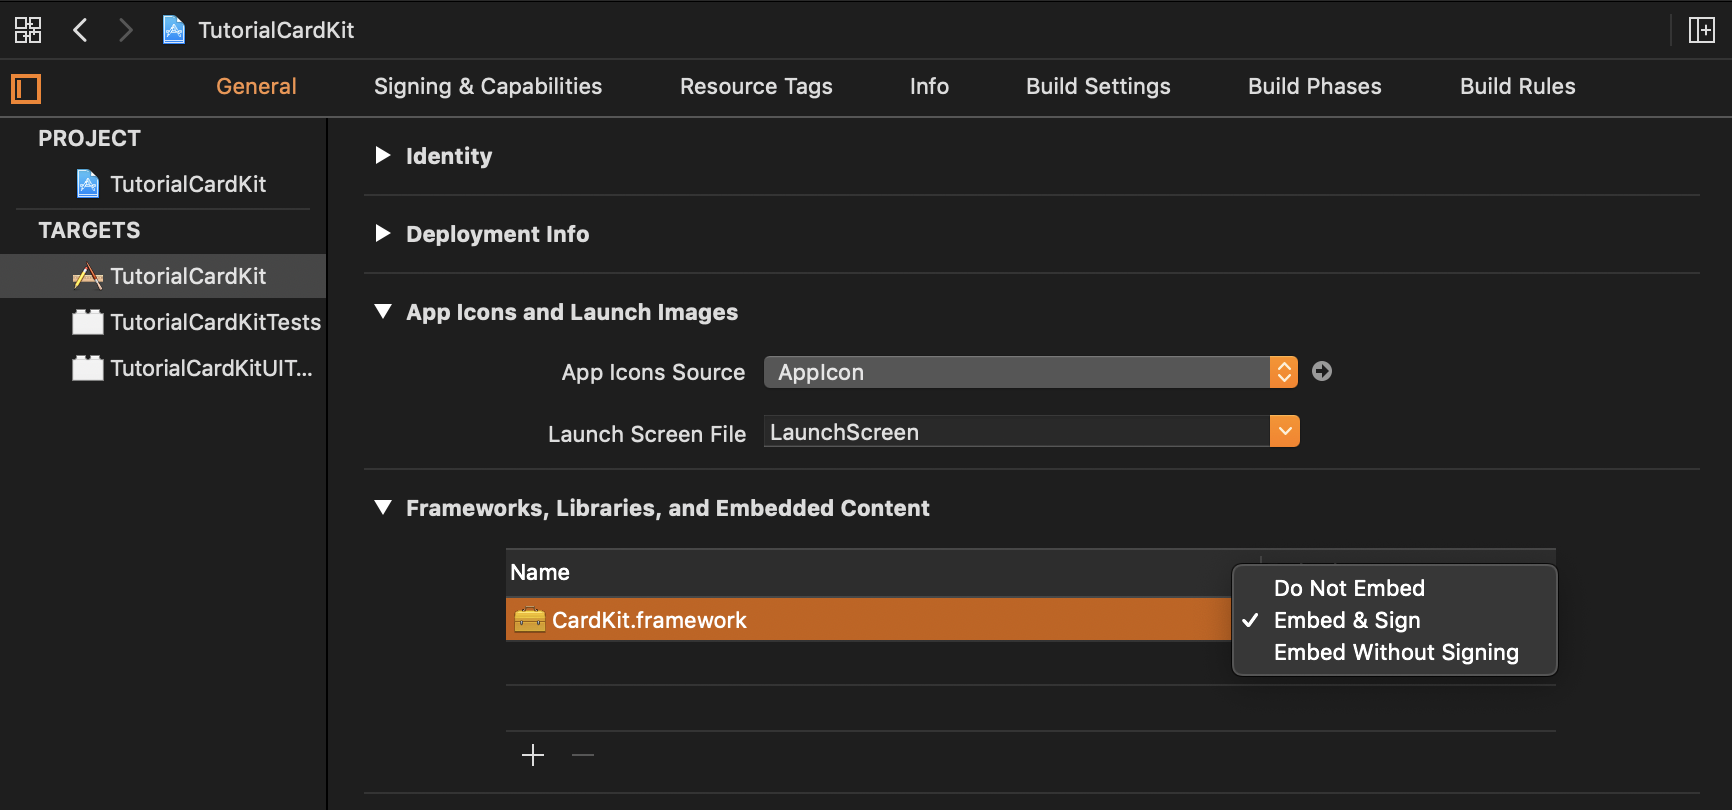 TutorialCardKit
General Signing & Capabilities Resource Tags Info Build Settings Build Phases Build Rules
PROJECT
TutorialCardKit
TARGETS
TutorialCardKit
TutorialCardKitTests
TutorialCardKitUIT...
Identity
Deployment Info
App Icons and Launch Images
App Icons Source AppIcon
Launch Screen File LaunchScreen
Frameworks, Libraries, and Embedded Content
Name
CardKit.framework
Do Not Embed
Embed & Sign
Embed Without Signing